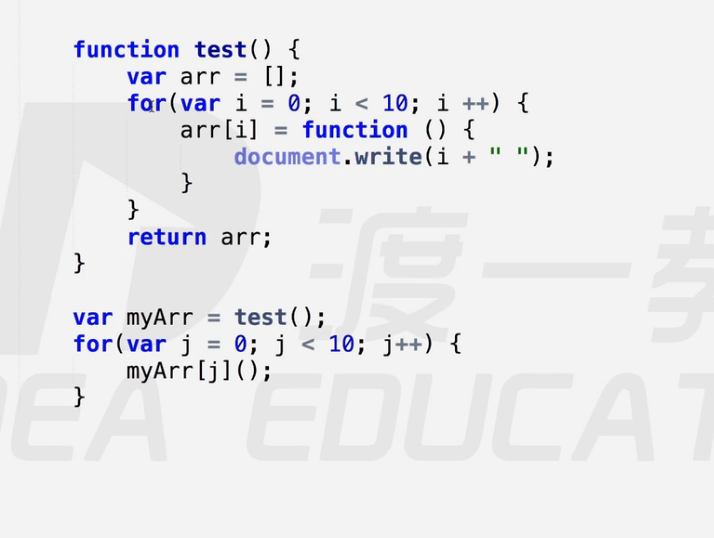 function test() {
    var arr = [];
    for(var i = 0; i < 10; i ++) {
        arr[i] = function () {
            document.write(i + " ");
        }
    }
    return arr;
}
var myArr = test();
for(var j = 0; j < 10; j++) {
    myArr[j]();
}
渡一教
EDUCAT